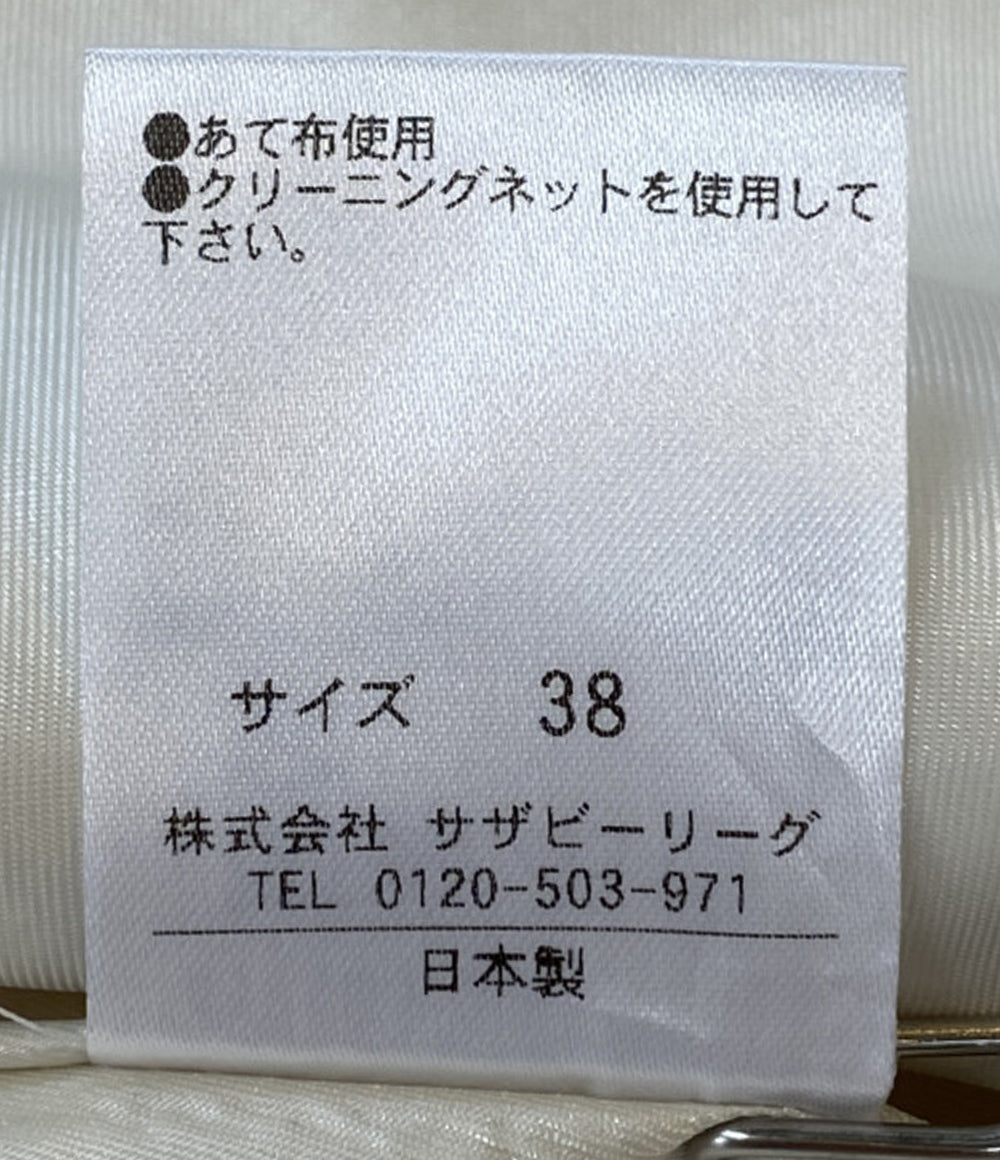 ●あて布使用
●クリーニングネットを使用して
下さい。
サイズ 38
株式会社 サザビーリーグ
TEL 0120-503-971
日本製